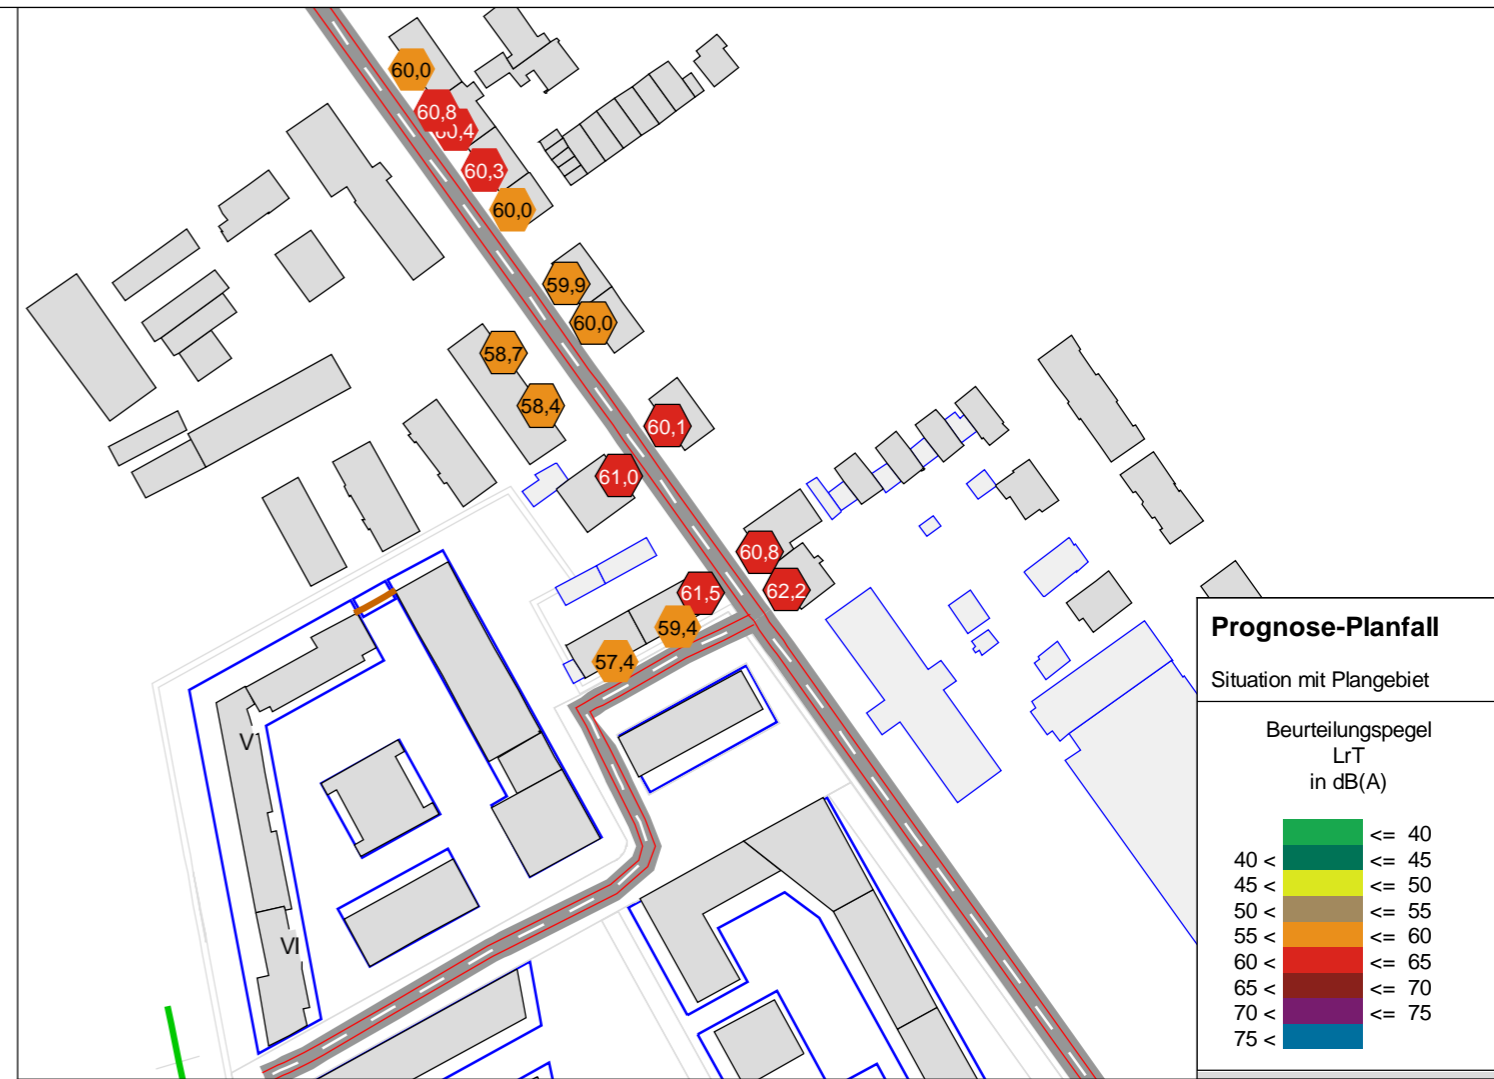 60,0
60,8
60,4
60,3
60,0
59,9
60,0
58,7
58,4
60,1
61,0
60,8
61,5
62,2
59,4
57,4
V
VI
Prognose-Planfall
Situation mit Plangebiet
Beurteilungspegel
LrT
in dB(A)
<= 40
40 < <= 45
45 < <= 50
50 < <= 55
55 < <= 60
60 < <= 65
65 < <= 70
70 < <= 75
75 <